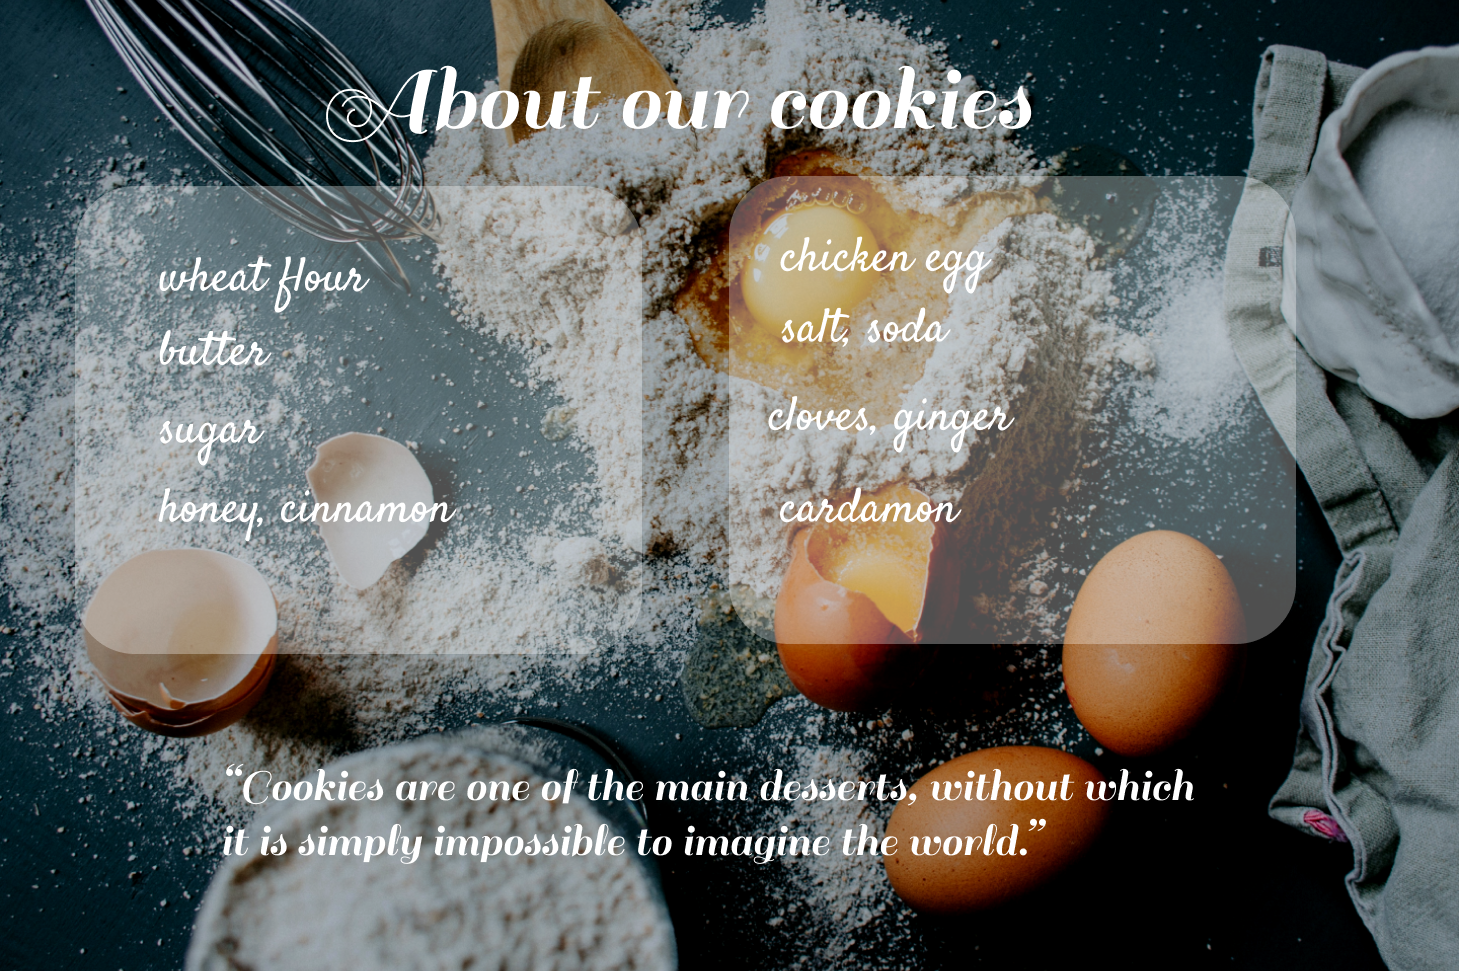 About our cookies
wheat flour
butter
sugar
honey, cinnamon
chicken egg
salt, soda
cloves, ginger
cardamon
“Cookies are one of the main desserts, without which
it is simply impossible to imagine the world.”